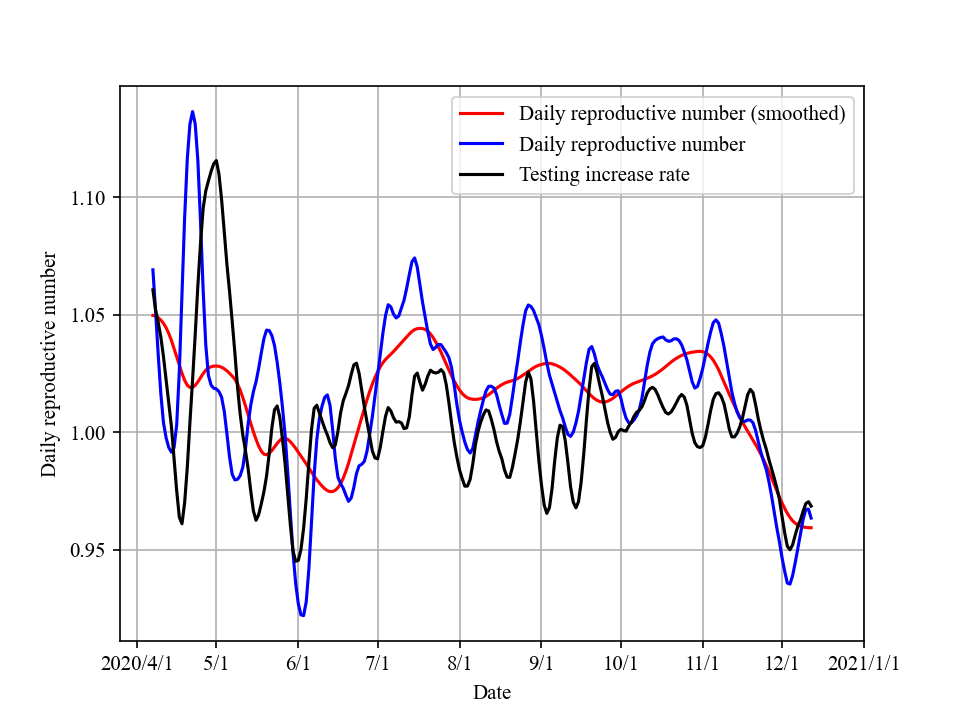 Daily reproductive number (smoothed)
Daily reproductive number
Testing increase rate
Daily reproductive number
1.10
1.05
1.00
0.95
2020/4/1 5/1 6/1 7/1 8/1 9/1 10/1 11/1 12/1 2021/1/1
Date